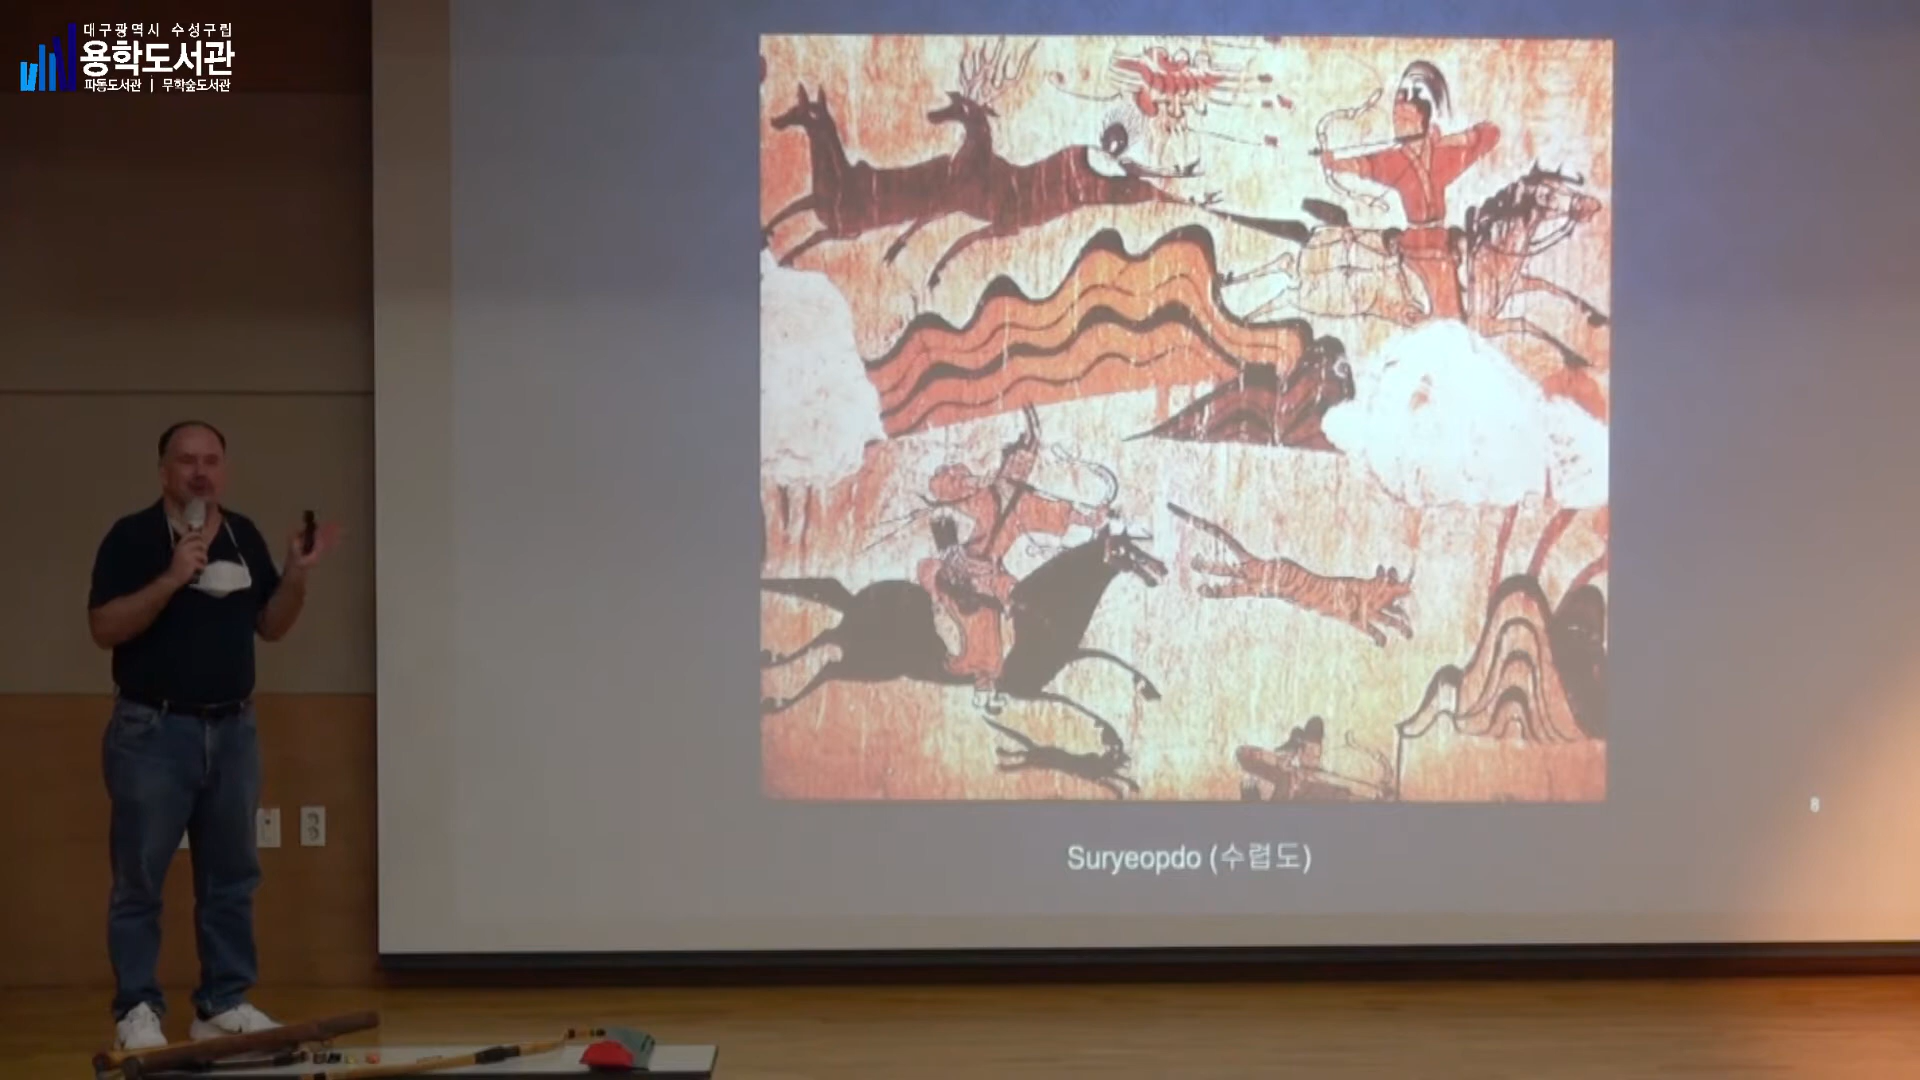 대구광역시 수성구립
용학도서관
파동도서관 | 무학숲도서관
8
Suryeopdo (수렵도)